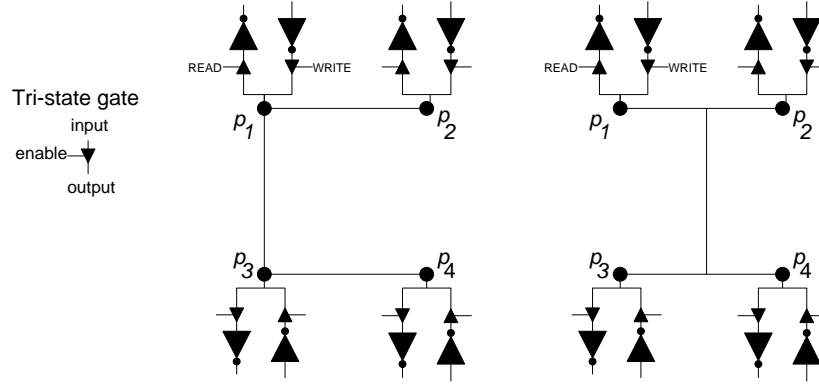 READ WRITE READ WRITE
Tri-state gate
input
enable
output
p1 p2 p1 p2
p3 p4 p3 p4